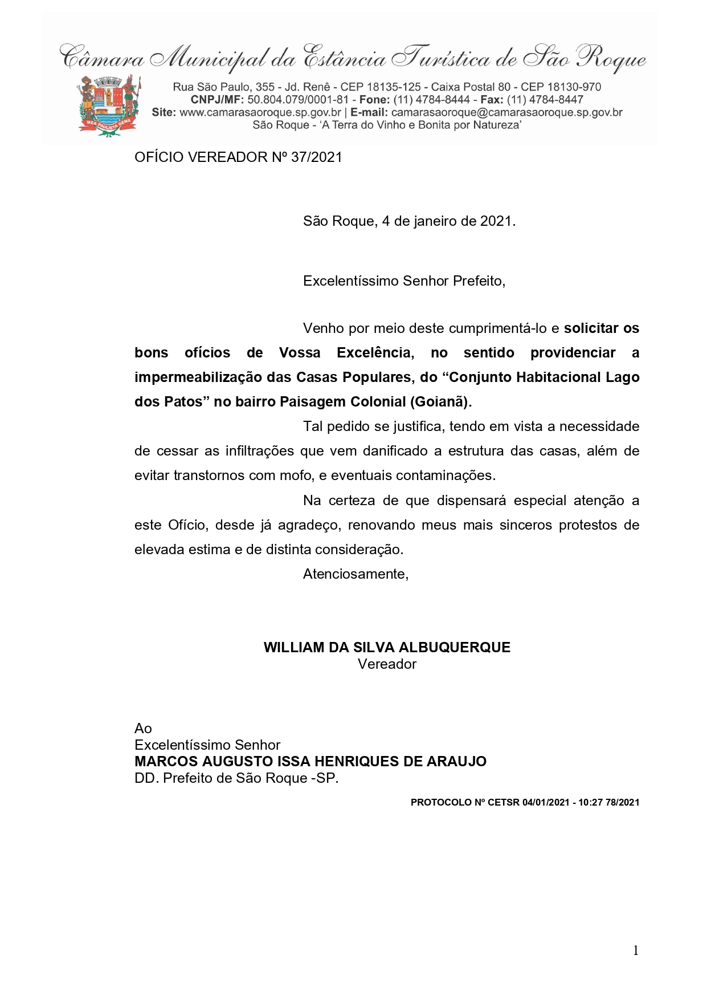 Câmara Municipal da Estância Turística de São Roque
Rua São Paulo, 355 - Jd. Renê - CEP 18135-125 - Caixa Postal 80 - CEP 18130-970
CNPJ/MF: 50.804.079/0001-81 - Fone: (11) 4784-8444 - Fax: (11) 4784-8447
Site: www.camarasaoroque.sp.gov.br | E-mail: camarasaoroque@camarasaoroque.sp.gov.br
São Roque - ‘A Terra do Vinho e Bonita por Natureza’
MEA PAULISTA GENS
OFÍCIO VEREADOR Nº 37/2021
São Roque, 4 de janeiro de 2021.
Excelentíssimo Senhor Prefeito,
Venho por meio deste cumprimentá-lo e solicitar os
bons ofícios de Vossa Excelência, no sentido providenciar a
impermeabilização das Casas Populares, do “Conjunto Habitacional Lago
dos Patos” no bairro Paisagem Colonial (Goianã).
Tal pedido se justifica, tendo em vista a necessidade
de cessar as infiltrações que vem danificado a estrutura das casas, além de
evitar transtornos com mofo, e eventuais contaminações.
Na certeza de que dispensará especial atenção a
este Ofício, desde já agradeço, renovando meus mais sinceros protestos de
elevada estima e de distinta consideração.
Atenciosamente,
WILLIAM DA SILVA ALBUQUERQUE
Vereador
Ao
Excelentíssimo Senhor
MARCOS AUGUSTO ISSA HENRIQUES DE ARAUJO
DD. Prefeito de São Roque -SP.
PROTOCOLO Nº CETSR 04/01/2021 - 10:27 78/2021
1